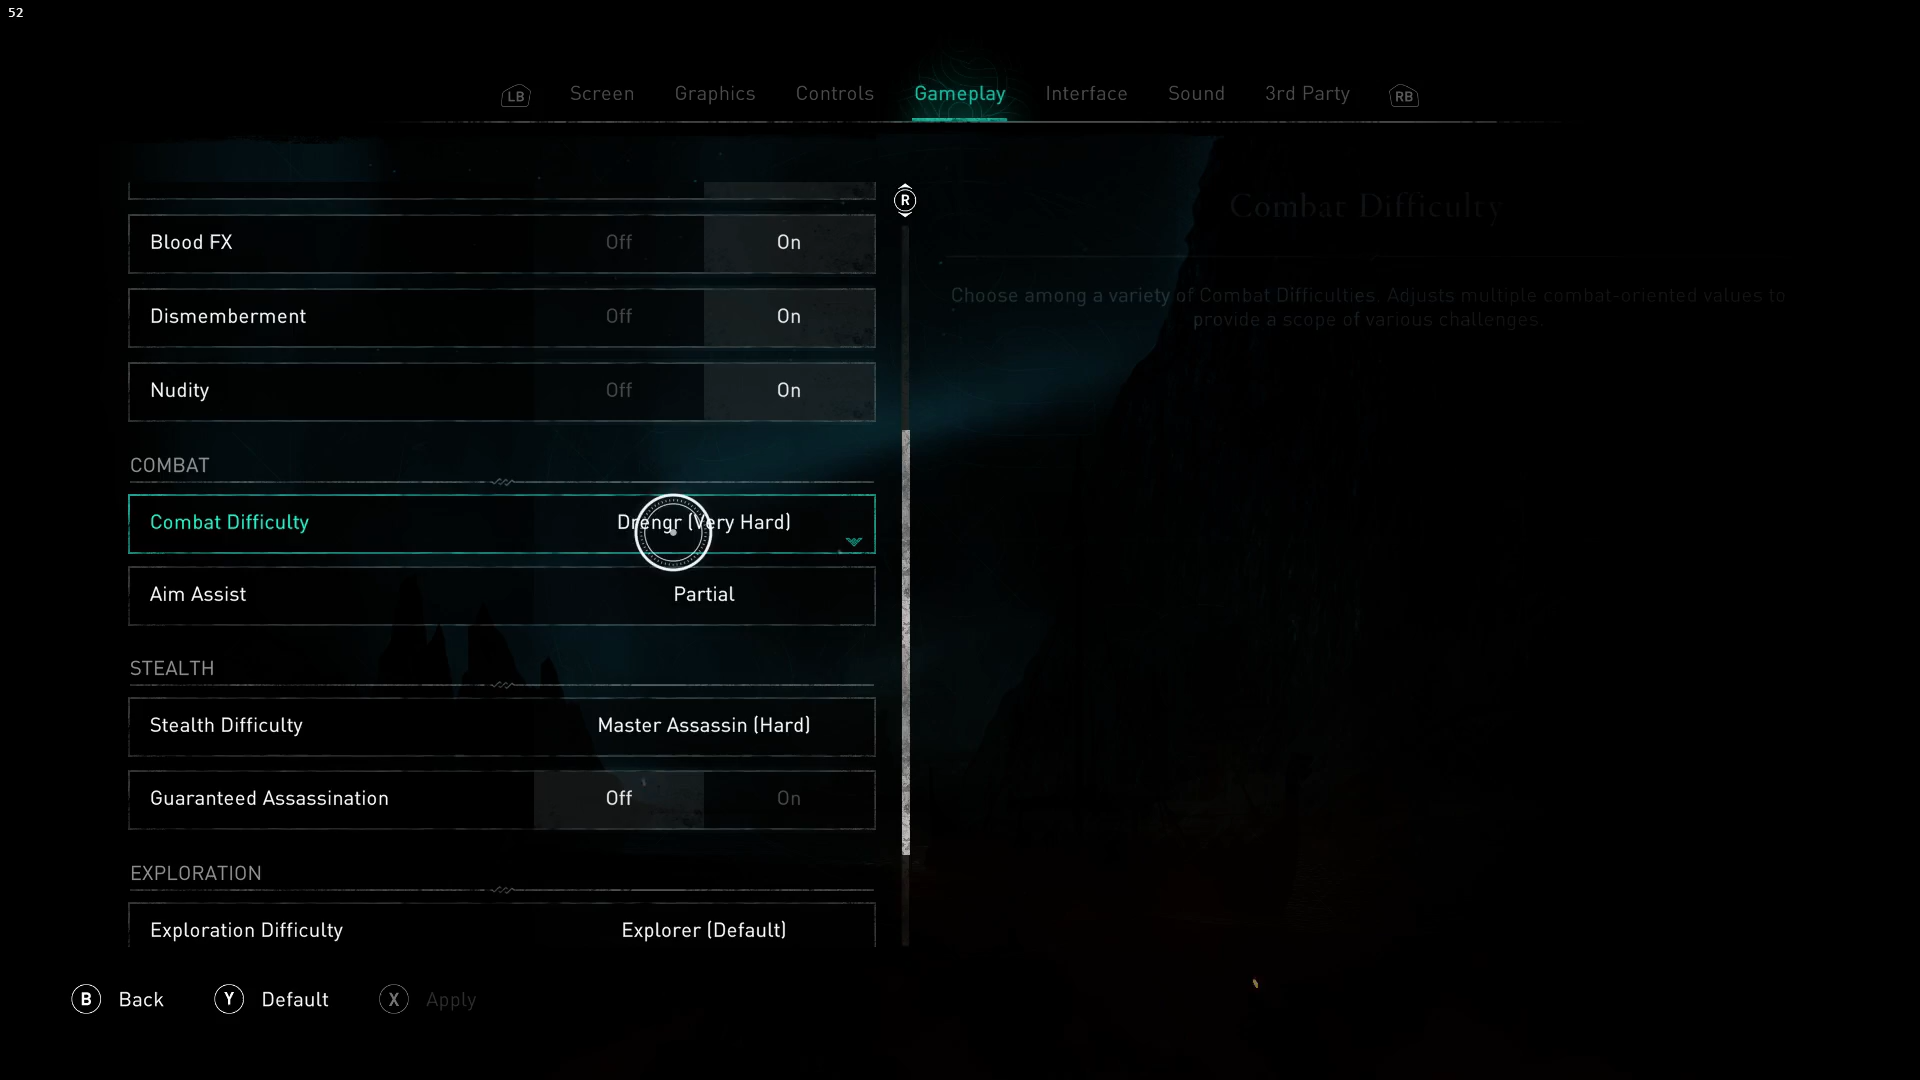 52
LB Screen Graphics Controls Gameplay Interface Sound 3rd Party RB
R
Combat Difficulty
Choose among a variety of Combat Difficulties. Adjusts multiple combat-oriented values to
provide a scope of various challenges.
Blood FX Off On
Dismemberment Off On
Nudity Off On
COMBAT
Combat Difficulty Drengr (Very Hard)
Aim Assist Partial
STEALTH
Stealth Difficulty Master Assassin (Hard)
Guaranteed Assassination Off On
EXPLORATION
Exploration Difficulty Explorer (Default)
B Back Y Default X Apply